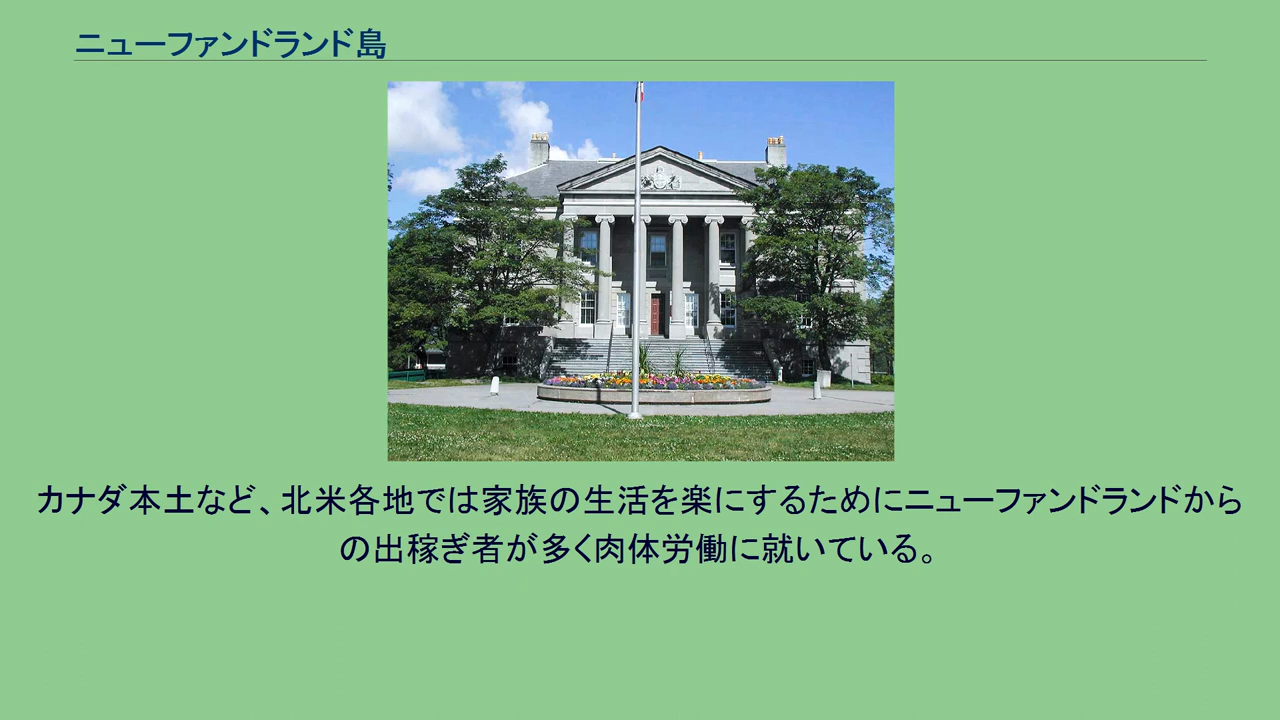 ニューファンドランド島
カナダ本土など、北米各地では家族の生活を楽にするためにニューファンドランドから
の出稼ぎ者が多く肉体労働に就いている。